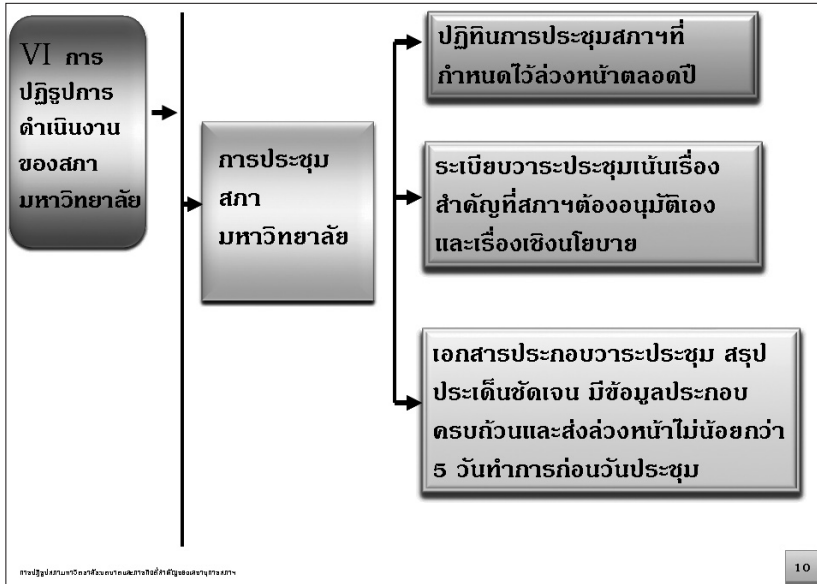 VI การ
ปฏิรูปการ
ดำเนินงาน
ของสภา
มหาวิทยาลัย
การประชุม
สภา
มหาวิทยาลัย
ปฏิทินการประชุมสภาฯที่
กำหนดไว้ล่วงหน้าตลอดปี
ระเบียบวาระประชุมเน้นเรื่อง
สำคัญที่สภาฯต้องอนุมัติเอง
และเรื่องเชิงนโยบาย
เอกสารประกอบวาระประชุม สรุป
ประเด็นชัดเจน มีข้อมูลประกอบ
ครบถ้วนและส่งล่วงหน้าไม่น้อยกว่า
5 วันทำการก่อนวันประชุม
10